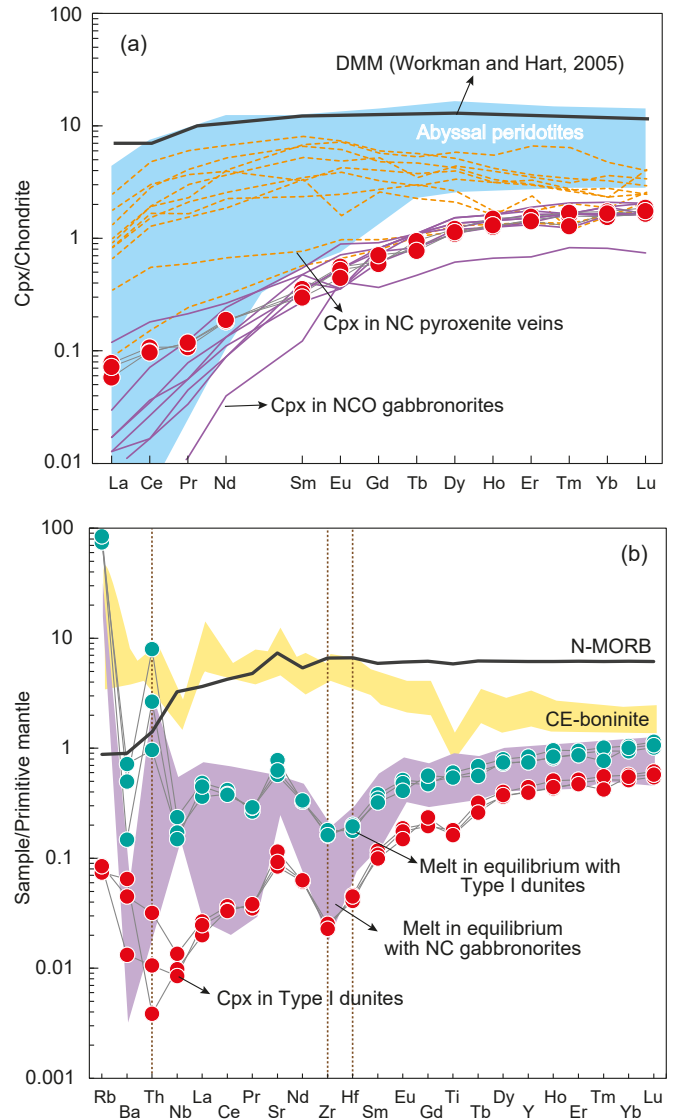 100
(a)
DMM (Workman and Hart, 2005)
10
Abyssal peridotites
Cpx/Chondrite
1
Cpx in NC pyroxenite veins
0.1
Cpx in NCO gabbronorites
0.01
La Ce Pr Nd Sm Eu Gd Tb Dy Ho Er Tm Yb Lu
1000
(b)
100
N-MORB
10
CE-boninite
Sample/Primitive mantle
1
Melt in equilibrium with
Type I dunites
0.1
Melt in equilibrium
with NC gabbronorites
0.01
Cpx in Type I dunites
0.001
Rb Th La Pr Nd Hf Eu Ti Dy Ho Tm Lu
Ba Nb Ce Sr Zr Sm Gd Tb Y Er Yb